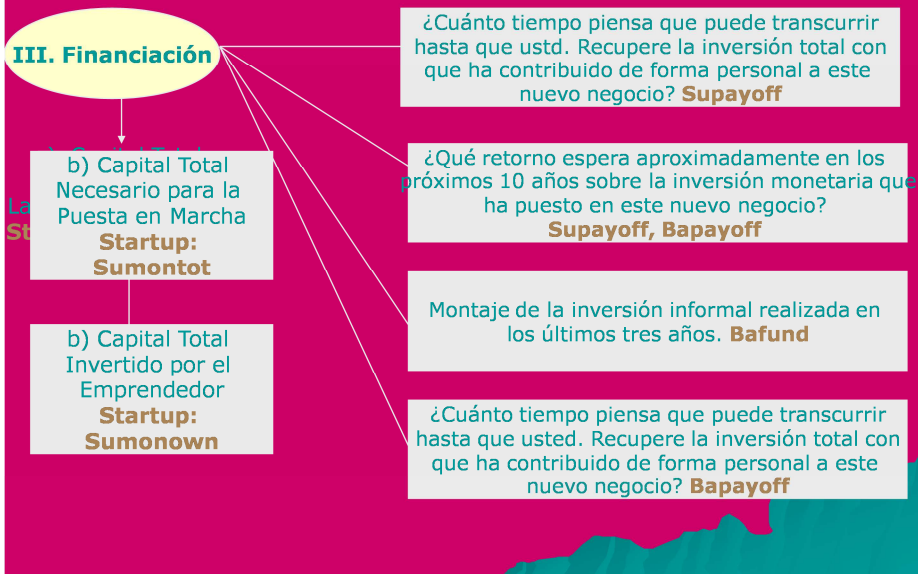 III. Financiación
b) Capital Total
Necesario para la
Puesta en Marcha
Startup:
Sumontot
La
St
b) Capital Total
Invertido por el
Emprendedor
Startup:
Sumonown
¿Cuánto tiempo piensa que puede transcurrir
hasta que ustd. Recupere la inversión total con
que ha contribuido de forma personal a este
nuevo negocio? Supayoff
¿Qué retorno espera aproximadamente en los
próximos 10 años sobre la inversión monetaria que
ha puesto en este nuevo negocio?
Supayoff, Bapayoff
Montaje de la inversión informal realizada en
los últimos tres años. Bafund
¿Cuánto tiempo piensa que puede transcurrir
hasta que usted. Recupere la inversión total con
que ha contribuido de forma personal a este
nuevo negocio? Bapayoff